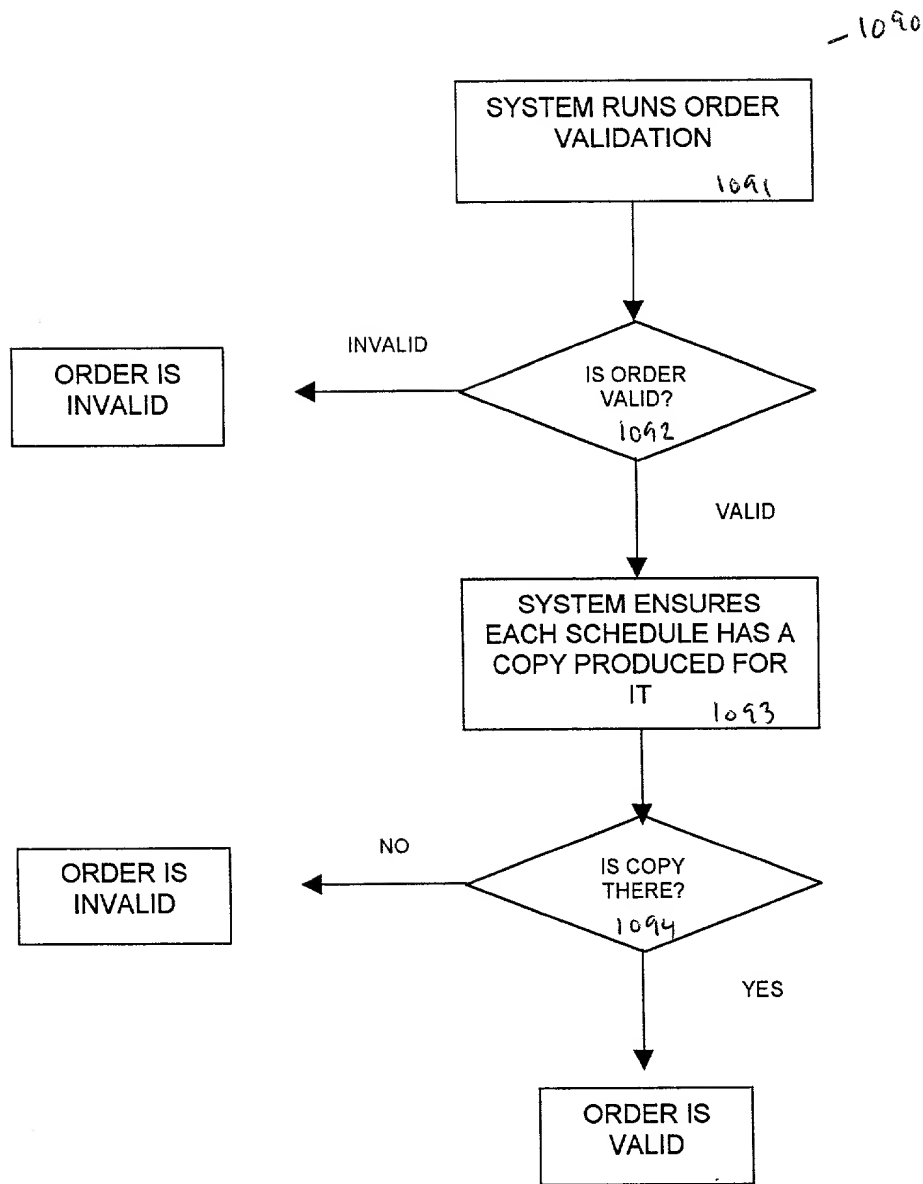 1090
SYSTEM RUNS ORDER
VALIDATION
1091
INVALID
ORDER IS
INVALID
IS ORDER
VALID?
1092
VALID
SYSTEM ENSURES
EACH SCHEDULE HAS A
COPY PRODUCED FOR
IT
1093
NO
ORDER IS
INVALID
IS COPY
THERE?
1094
YES
ORDER IS
VALID